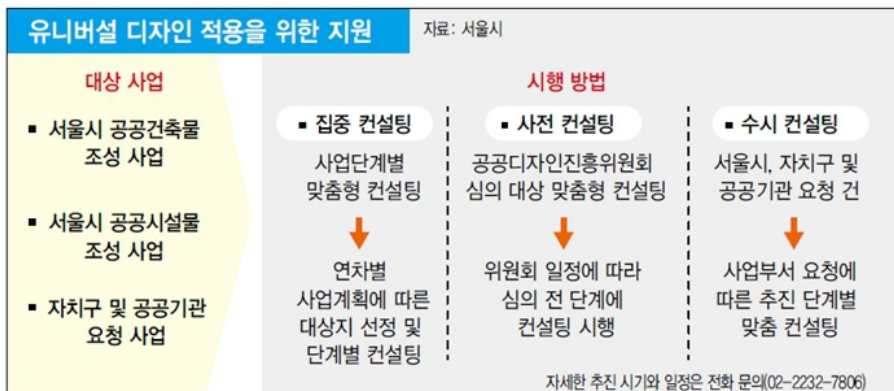 유니버설 디자인 적용을 위한 지원
자료: 서울시
대상 사업
▪ 서울시 공공건축물
조성 사업
▪ 서울시 공공시설물
조성 사업
▪ 자치구 및 공공기관
요청 사업
시행 방법
▪ 집중 컨설팅
사업단계별
맞춤형 컨설팅
연차별
사업계획에 따른
대상지 선정 및
단계별 컨설팅
▪ 사전 컨설팅
공공디자인진흥위원회
심의 대상 맞춤형 컨설팅
위원회 일정에 따라
심의 전 단계에
컨설팅 시행
▪ 수시 컨설팅
서울시, 자치구 및
공공기관 요청 건
사업부서 요청에
따른 추진 단계별
맞춤 컨설팅
자세한 추진 시기와 일정은 전화 문의(02-2232-7806)